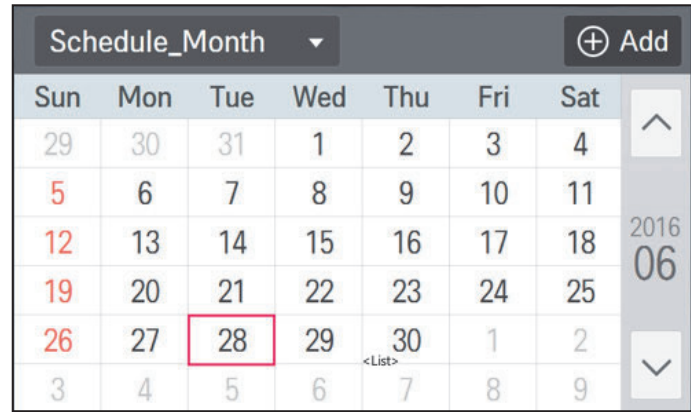 Schedule_Month
Add
Sun Mon Tue Wed Thu Fri Sat
29 30 31 1 2 3 4
5 6 7 8 9 10 11
12 13 14 15 16 17 18
2016
06
19 20 21 22 23 24 25
26 27 28 29 30 1 2
<List>
3 4 5 6 7 8 9